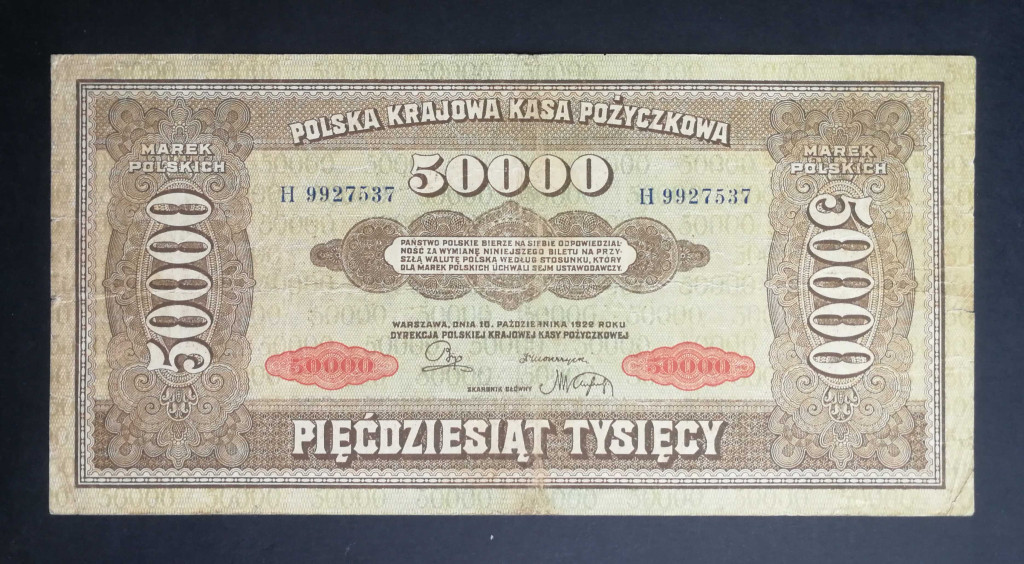 POLSKA KRAJOWA KASA POŻYCZKOWA
MAREK
POLSKICH
50000
MAREK
POLSKICH
H 9927537
H 9927537
50000
50000
PAŃSTWO POLSKIE BIERZE NA SIEBIE ODPOWIEDZIAL-
NOŚĆ ZA WYMIANĘ NINIEJSZEGO BILETU NA PRZY-
SZŁĄ WALUTĘ POLSKĄ WEDŁUG STOSUNKU, KTÓRY
DLA MAREK POLSKICH UCHWALI SEJM USTAWODAWCZY.
WARSZAWA, DNIA 10. PAŹDZIERNIKA 1922 ROKU
DYREKCJA POLSKIEJ KRAJOWEJ KASY POŻYCZKOWEJ
50000
50000
SKARBNIK GŁÓWNY
PIĘĆDZIESIĄT TYSIĘCY